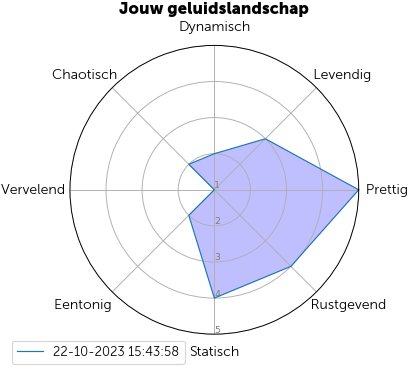 Jouw geluidslandschap
Dynamisch
Chaotisch
Levendig
Vervelend
Prettig
1
2
3
4
5
Eentonig
Rustgevend
22-10-2023 15:43:58
Statisch